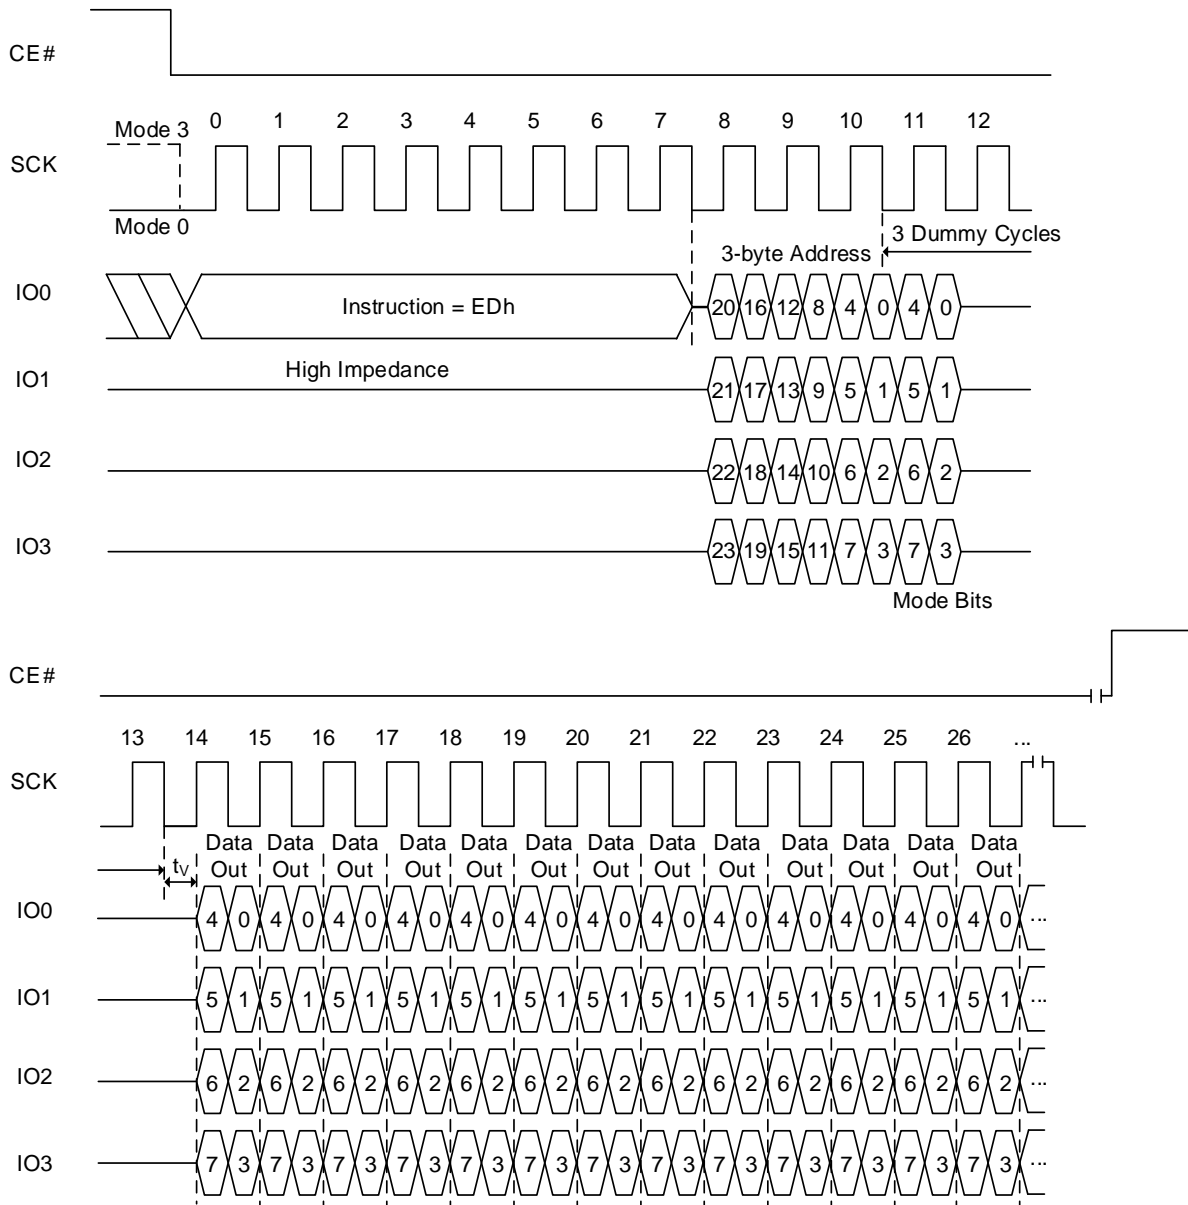 CE#
Mode 3 0 1 2 3 4 5 6 7 8 9 10 11 12
SCK
Mode 0
3 Dummy Cycles
3-byte Address
IO0 Instruction = EDh 20 16 12 8 4 0 4 0
High Impedance
IO1 21 17 13 9 5 1 5 1
IO2 22 18 14 10 6 2 6 2
IO3 23 19 15 11 7 3 7 3
Mode Bits
CE#
13 14 15 16 17 18 19 20 21 22 23 24 25 26 ...
SCK
Data Data Data Data Data Data Data Data Data Data Data Data Data
tV Out Out Out Out Out Out Out Out Out Out Out Out Out
IO0 4 0 4 0 4 0 4 0 4 0 4 0 4 0 4 0 4 0 4 0 4 0 4 0 4 0 ...
IO1 5 1 5 1 5 1 5 1 5 1 5 1 5 1 5 1 5 1 5 1 5 1 5 1 5 1 ...
IO2 6 2 6 2 6 2 6 2 6 2 6 2 6 2 6 2 6 2 6 2 6 2 6 2 6 2 ...
IO3 7 3 7 3 7 3 7 3 7 3 7 3 7 3 7 3 7 3 7 3 7 3 7 3 7 3 ...